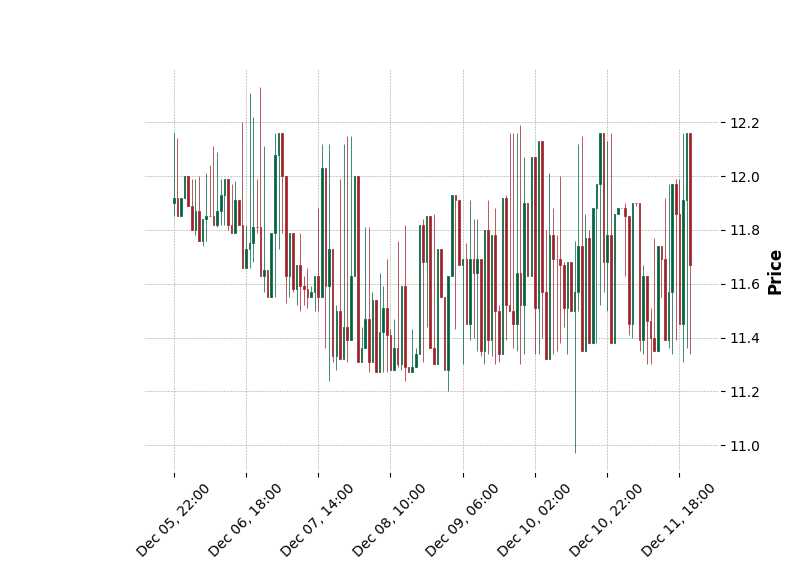 12.2
12.0
11.8
11.6
11.4
11.2
11.0
Price
Dec 05, 22:00
Dec 06, 18:00
Dec 07, 14:00
Dec 08, 10:00
Dec 09, 06:00
Dec 10, 02:00
Dec 10, 22:00
Dec 11, 18:00